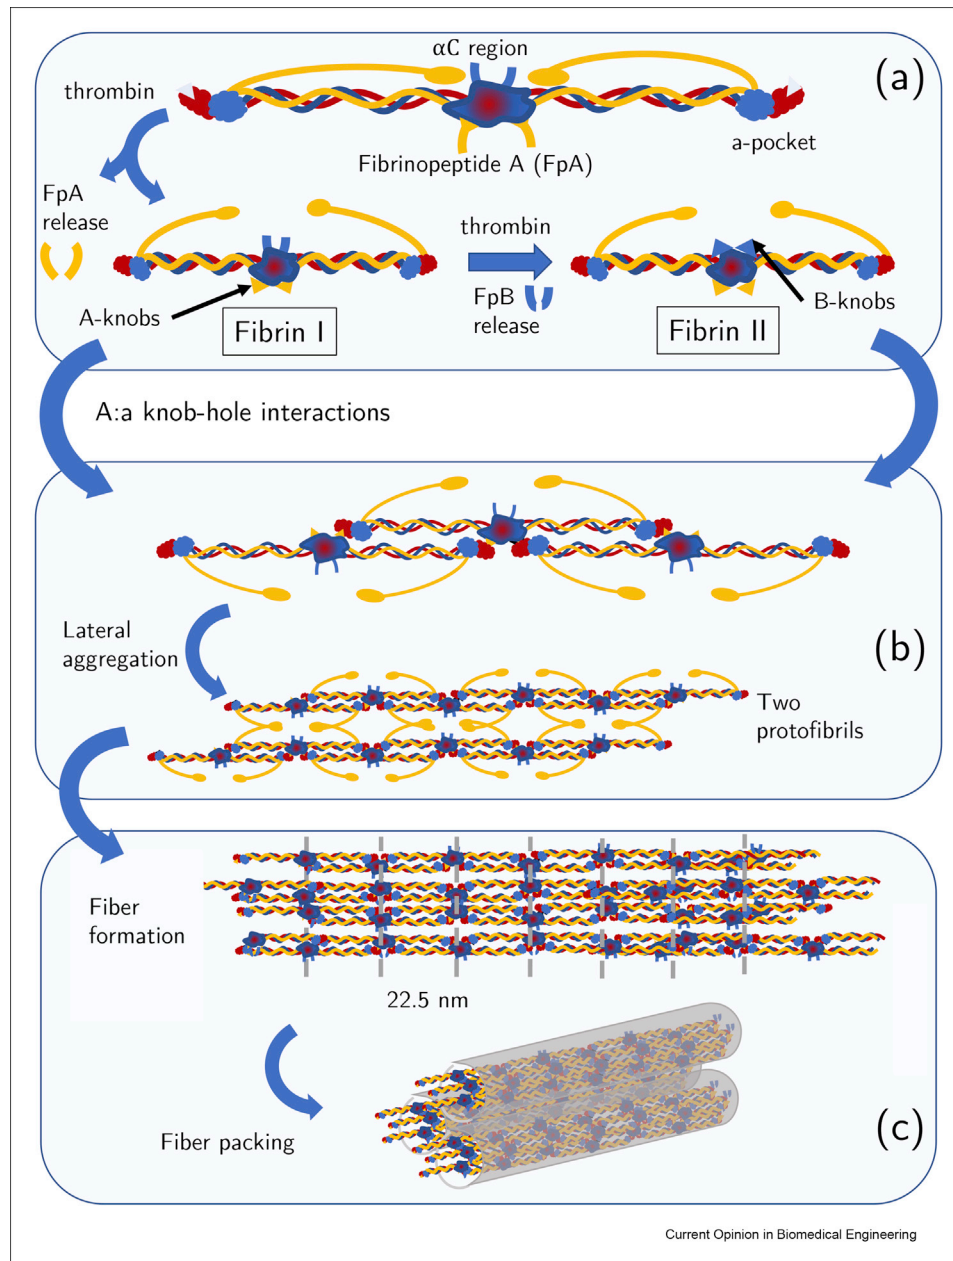 αC region
(a)
thrombin
a-pocket
Fibrinopeptide A (FpA)
FpA
release
thrombin
FpB
release
A-knobs
B-knobs
Fibrin I
Fibrin II
A:a knob-hole interactions
Lateral
aggregation
(b)
Two
protofibrils
Fiber
formation
22.5 nm
Fiber packing
(c)
Current Opinion in Biomedical Engineering